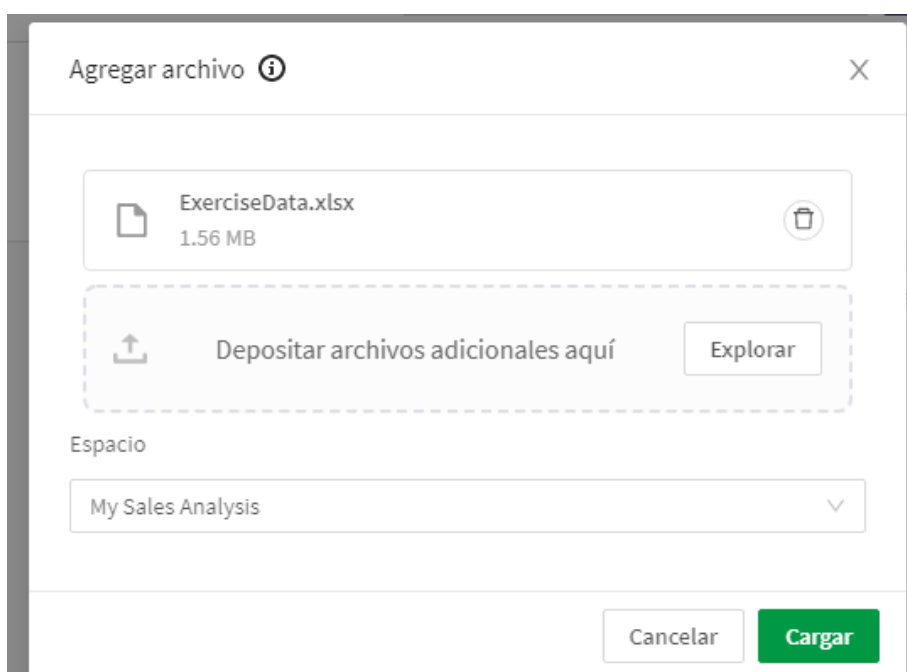 Agregar archivo
ExerciseData.xlsx
1.56 MB
Depositar archivos adicionales aquí
Explorar
Espacio
My Sales Analysis
Cancelar
Cargar